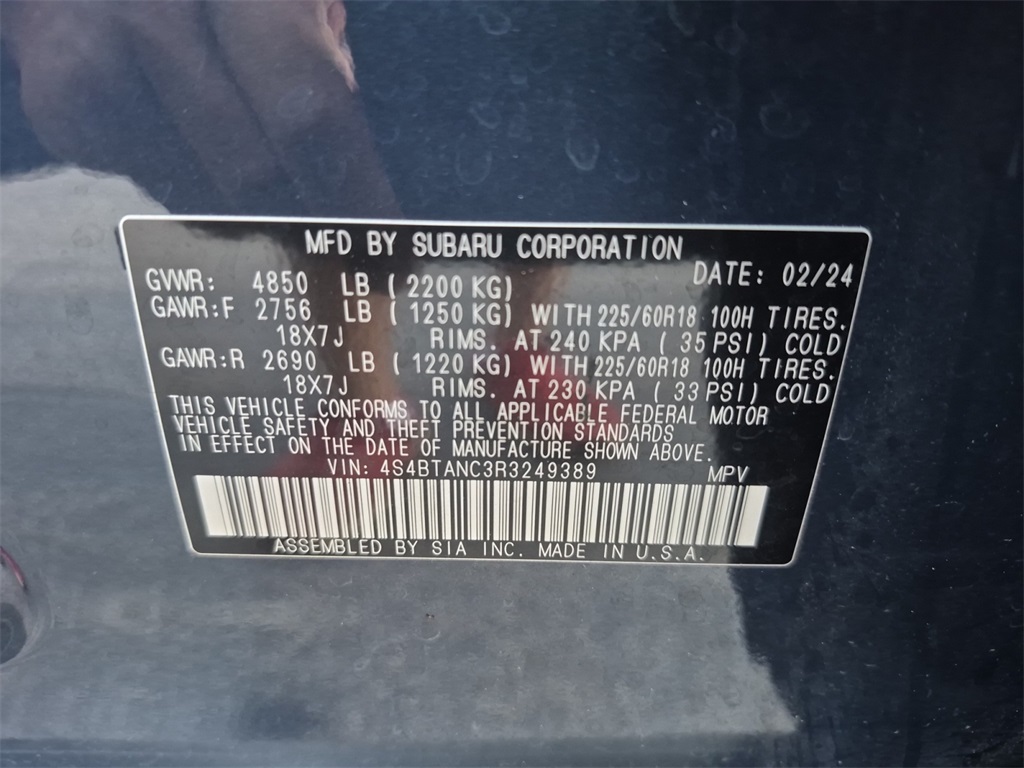 MFD BY SUBARU CORPORATION
DATE: 02/24
GVWR: 4850 LB (2200 KG)
GAWR:F 2756 LB (1250 KG) WITH 225/60R18 100H TIRES.
18X7J RIMS. AT 240 KPA (35 PSI) COLD
GAWR:R 2690 LB (1220 KG) WITH 225/60R18 100H TIRES.
18X7J RIMS. AT 230 KPA (33 PSI) COLD
THIS VEHICLE CONFORMS TO ALL APPLICABLE FEDERAL MOTOR
VEHICLE SAFETY AND THEFT PREVENTION STANDARDS
IN EFFECT ON THE DATE OF MANUFACTURE SHOWN ABOVE.
VIN: 4S4BTANC3R3249389 MPV
ASSEMBLED BY SIA INC. MADE IN U.S.A.